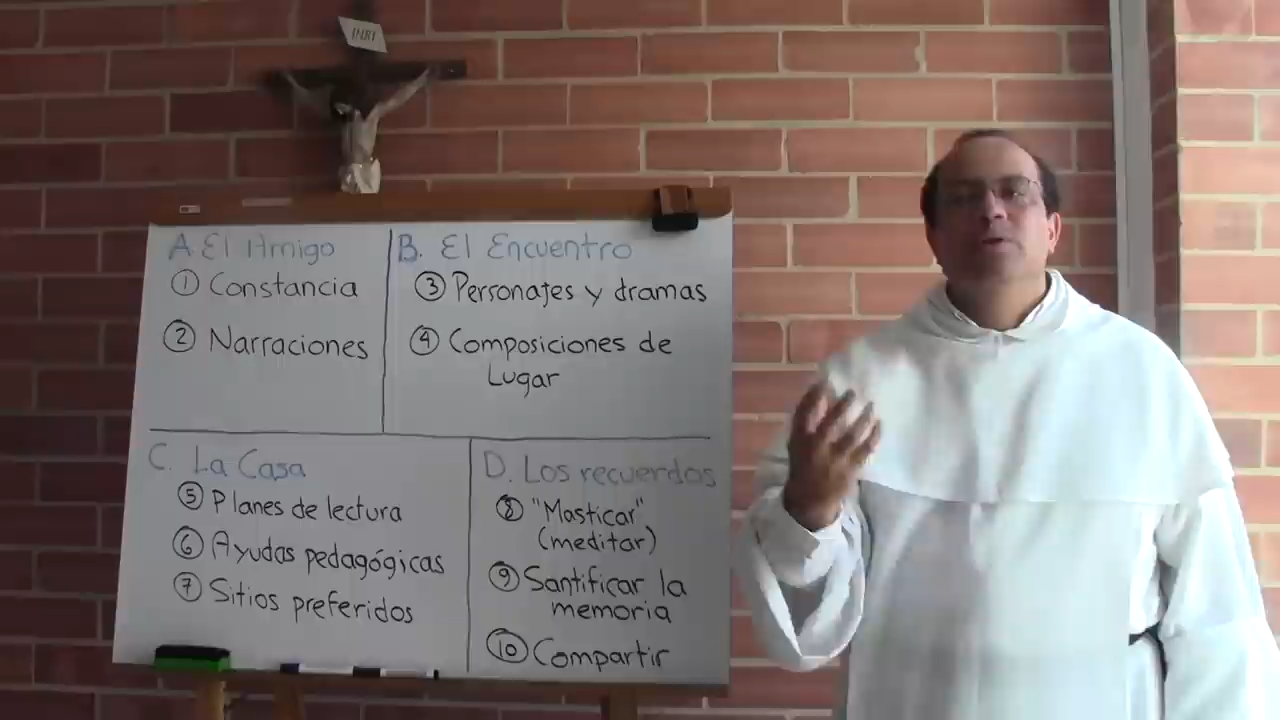 INRI
A. El Amigo
① Constancia
② Narraciones
B. El Encuentro
③ Personajes y dramas
④ Composiciones de
Lugar
C. La Casa
⑤ Planes de lectura
⑥ Ayudas pedagógicas
⑦ Sitios preferidos
D. Los recuerdos
⑧ "Masticar"
(meditar)
⑨ Santificar la
memoria
⑩ Compartir